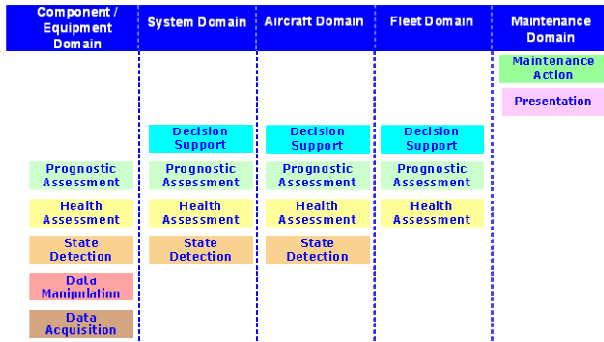 Component /
Equipment
Domain
System Domain
Aircraft Domain
Fleet Domain
Maintenance
Domain
Maintenance
Action
Presentation
Decision
Support
Decision
Support
Decision
Support
Prognostic
Assessment
Prognostic
Assessment
Prognostic
Assessment
Prognostic
Assessment
Health
Assessment
Health
Assessment
Health
Assessment
Health
Assessment
State
Detection
State
Detection
State
Detection
Data
Manipulation
Data
Acquisition